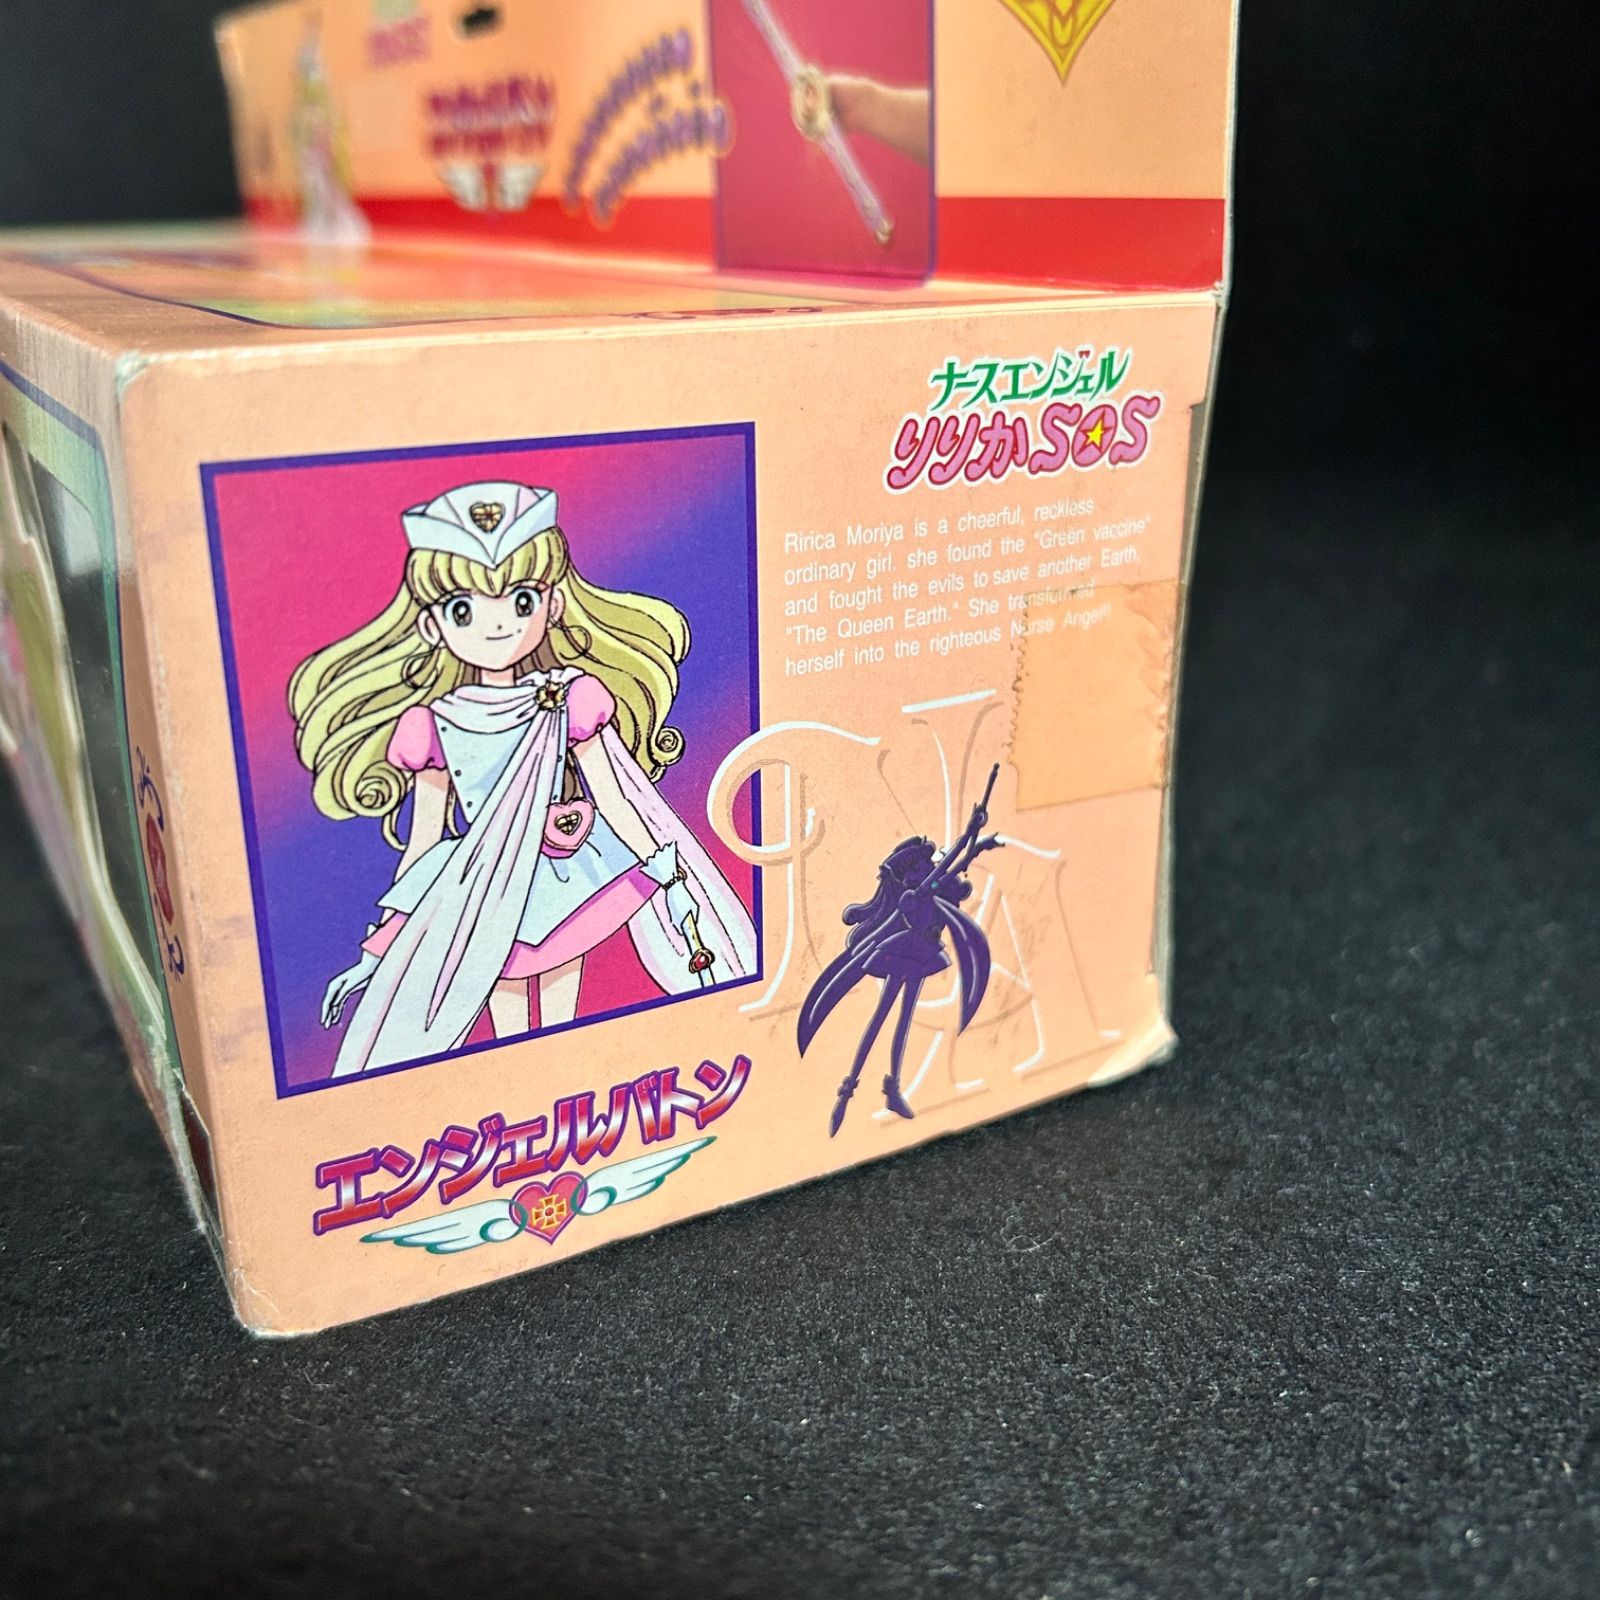 ナースエンジェル
りりかSOS
Ririca Moriya is a cheerful, reckless
ordinary girl. she found the "Green vaccine"
and fought the evils to save another Earth,
"The Queen Earth." She transformed
herself into the righteous Nurse Angel!!
エンジェルバトン